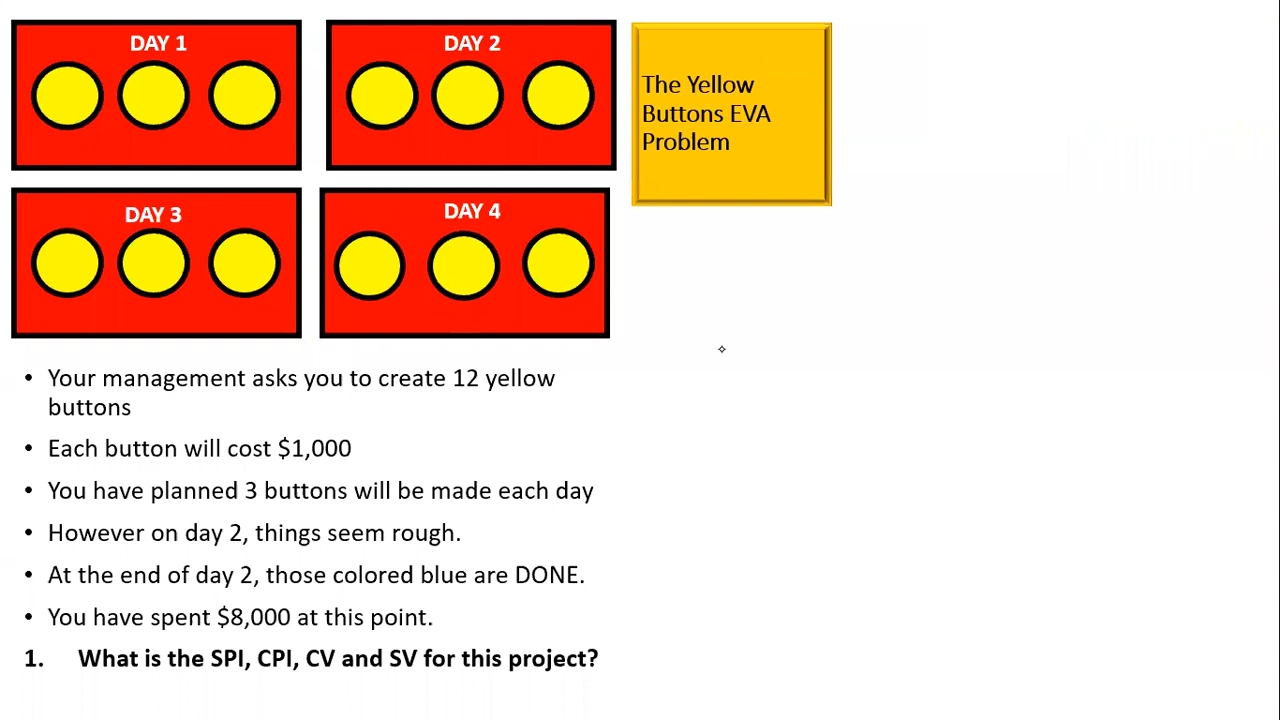 DAY 1
DAY 2
The Yellow
Buttons EVA
Problem
DAY 3
DAY 4
• Your management asks you to create 12 yellow
buttons
• Each button will cost $1,000
• You have planned 3 buttons will be made each day
• However on day 2, things seem rough.
• At the end of day 2, those colored blue are DONE.
• You have spent $8,000 at this point.
1. What is the SPI, CPI, CV and SV for this project?